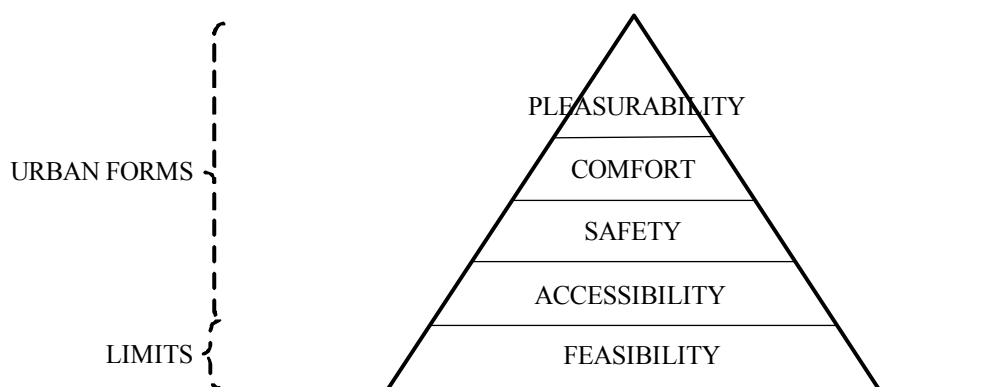 PLEASURABILITY
URBAN FORMS
COMFORT
SAFETY
ACCESSIBILITY
LIMITS
FEASIBILITY